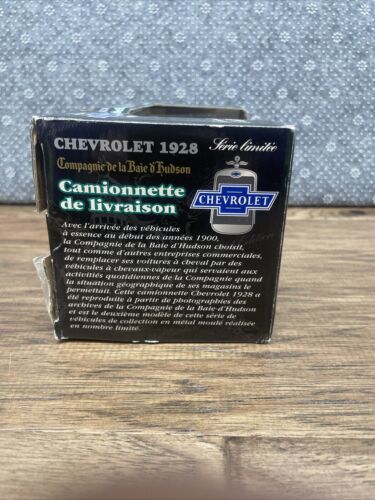 CHEVROLET 1928 Série limitée
Compagnie de la Baie d'Hudson
Camionnette
de livraison
CHEVROLET
Avec l'arrivée des véhicules
à essence au début des années 1900,
la Compagnie de la Baie d'Hudson choisit,
tout comme d'autres entreprises commerciales,
de remplacer ses voitures à cheval par des
véhicules à chevaux-vapeur qui servaient aux
activités quotidiennes de la Compagnie quand
la situation géographique de ses magasins le
permettait. Cette camionnette Chevrolet 1928 a
été reproduite à partir de photographies des
archives de la Compagnie de la Baie d'Hudson
et est le deuxième modèle de cette série de
véhicules de collection en métal moulé réalisée
en nombre limité.